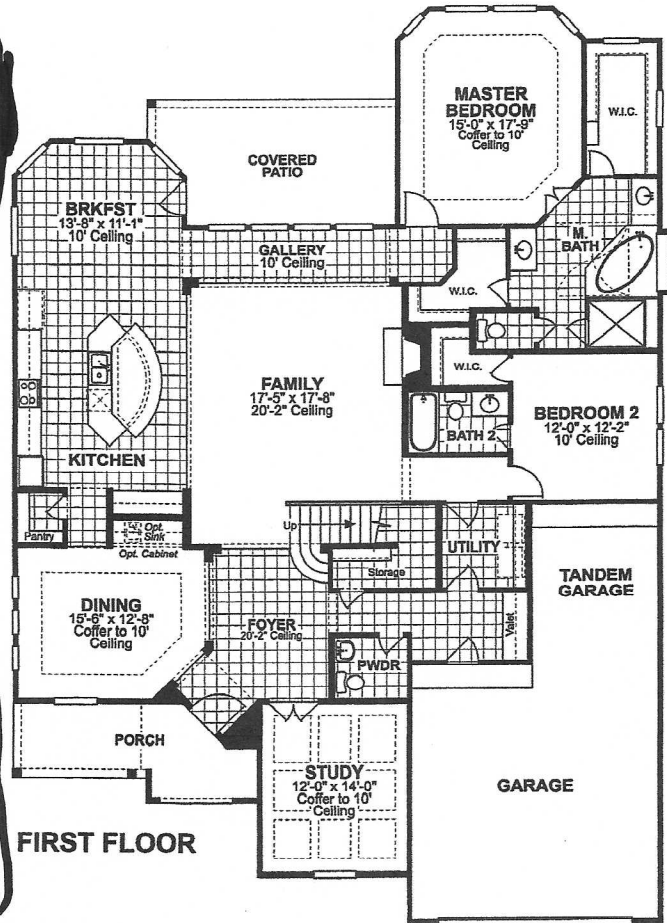 MASTER
BEDROOM
15'-0" x 17'-9"
Coffer to 10'
Ceiling
W.I.C.
COVERED
PATIO
BRKFST
13'-8" x 11'-1"
10' Ceiling
GALLERY
10' Ceiling
M.
BATH
W.I.C.
FAMILY
17'-5" x 17'-8"
20'-2" Ceiling
W.I.C.
BEDROOM 2
12'-0" x 12'-2"
10' Ceiling
BATH 2
KITCHEN
Pantry
Opt.
Sink
Opt. Cabinet
Up
Storage
UTILITY
TANDEM
GARAGE
DINING
15'-6" x 12'-8"
Coffer to 10'
Ceiling
FOYER
20'-2" Ceiling
Valet
PWDR
PORCH
STUDY
12'-0" x 14'-0"
Coffer to 10'
Ceiling
GARAGE
FIRST FLOOR